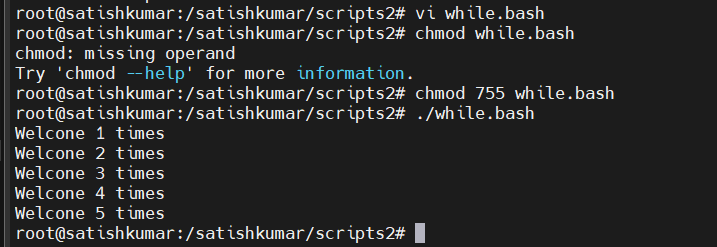 root@satishkumar:/satishkumar/scripts2# vi while.bash
root@satishkumar:/satishkumar/scripts2# chmod while.bash
chmod: missing operand
Try 'chmod --help' for more information.
root@satishkumar:/satishkumar/scripts2# chmod 755 while.bash
root@satishkumar:/satishkumar/scripts2# ./while.bash
Welcone 1 times
Welcone 2 times
Welcone 3 times
Welcone 4 times
Welcone 5 times
root@satishkumar:/satishkumar/scripts2#